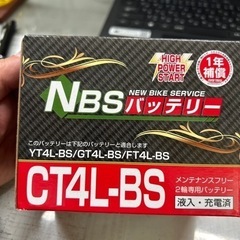 HIGH
POWER
START
1年
補償
NBS
NEW BIKE SERVICE
バッテリー
このバッテリーは下記のバッテリーと適合します
YT4L-BS/GT4L-BS/FT4L-BS
CT4L-BS
メンテナンスフリー
2輪専用バッテリー
液入・充電済